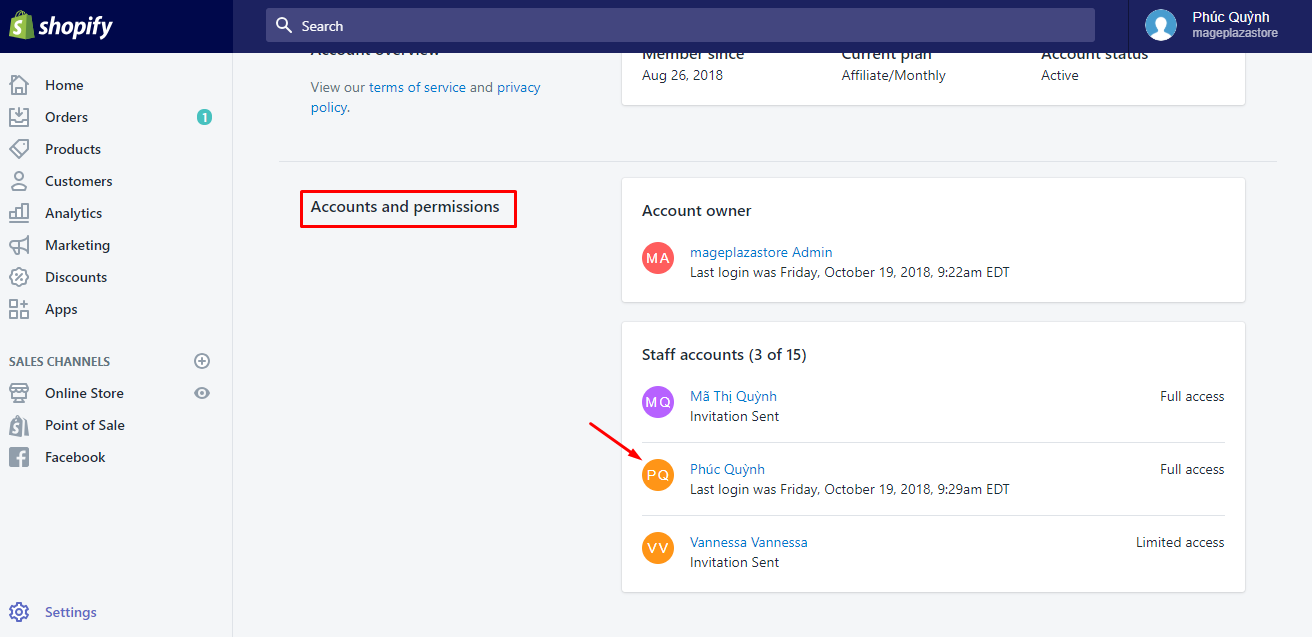 shopify
Search
Phúc Quỳnh
mageplazastore
Home
Orders
1
Products
Customers
Analytics
Marketing
Discounts
Apps
SALES CHANNELS
Online Store
Point of Sale
Facebook
Settings
Account overview
View our terms of service and privacy
policy.
Member since
Aug 26, 2018
Current plan
Affiliate/Monthly
Account status
Active
Accounts and permissions
Account owner
MA
mageplazastore Admin
Last login was Friday, October 19, 2018, 9:22am EDT
Staff accounts (3 of 15)
MQ
Mã Thị Quỳnh
Full access
Invitation Sent
PQ
Phúc Quỳnh
Full access
Last login was Friday, October 19, 2018, 9:29am EDT
VV
Vannessa Vannessa
Limited access
Invitation Sent